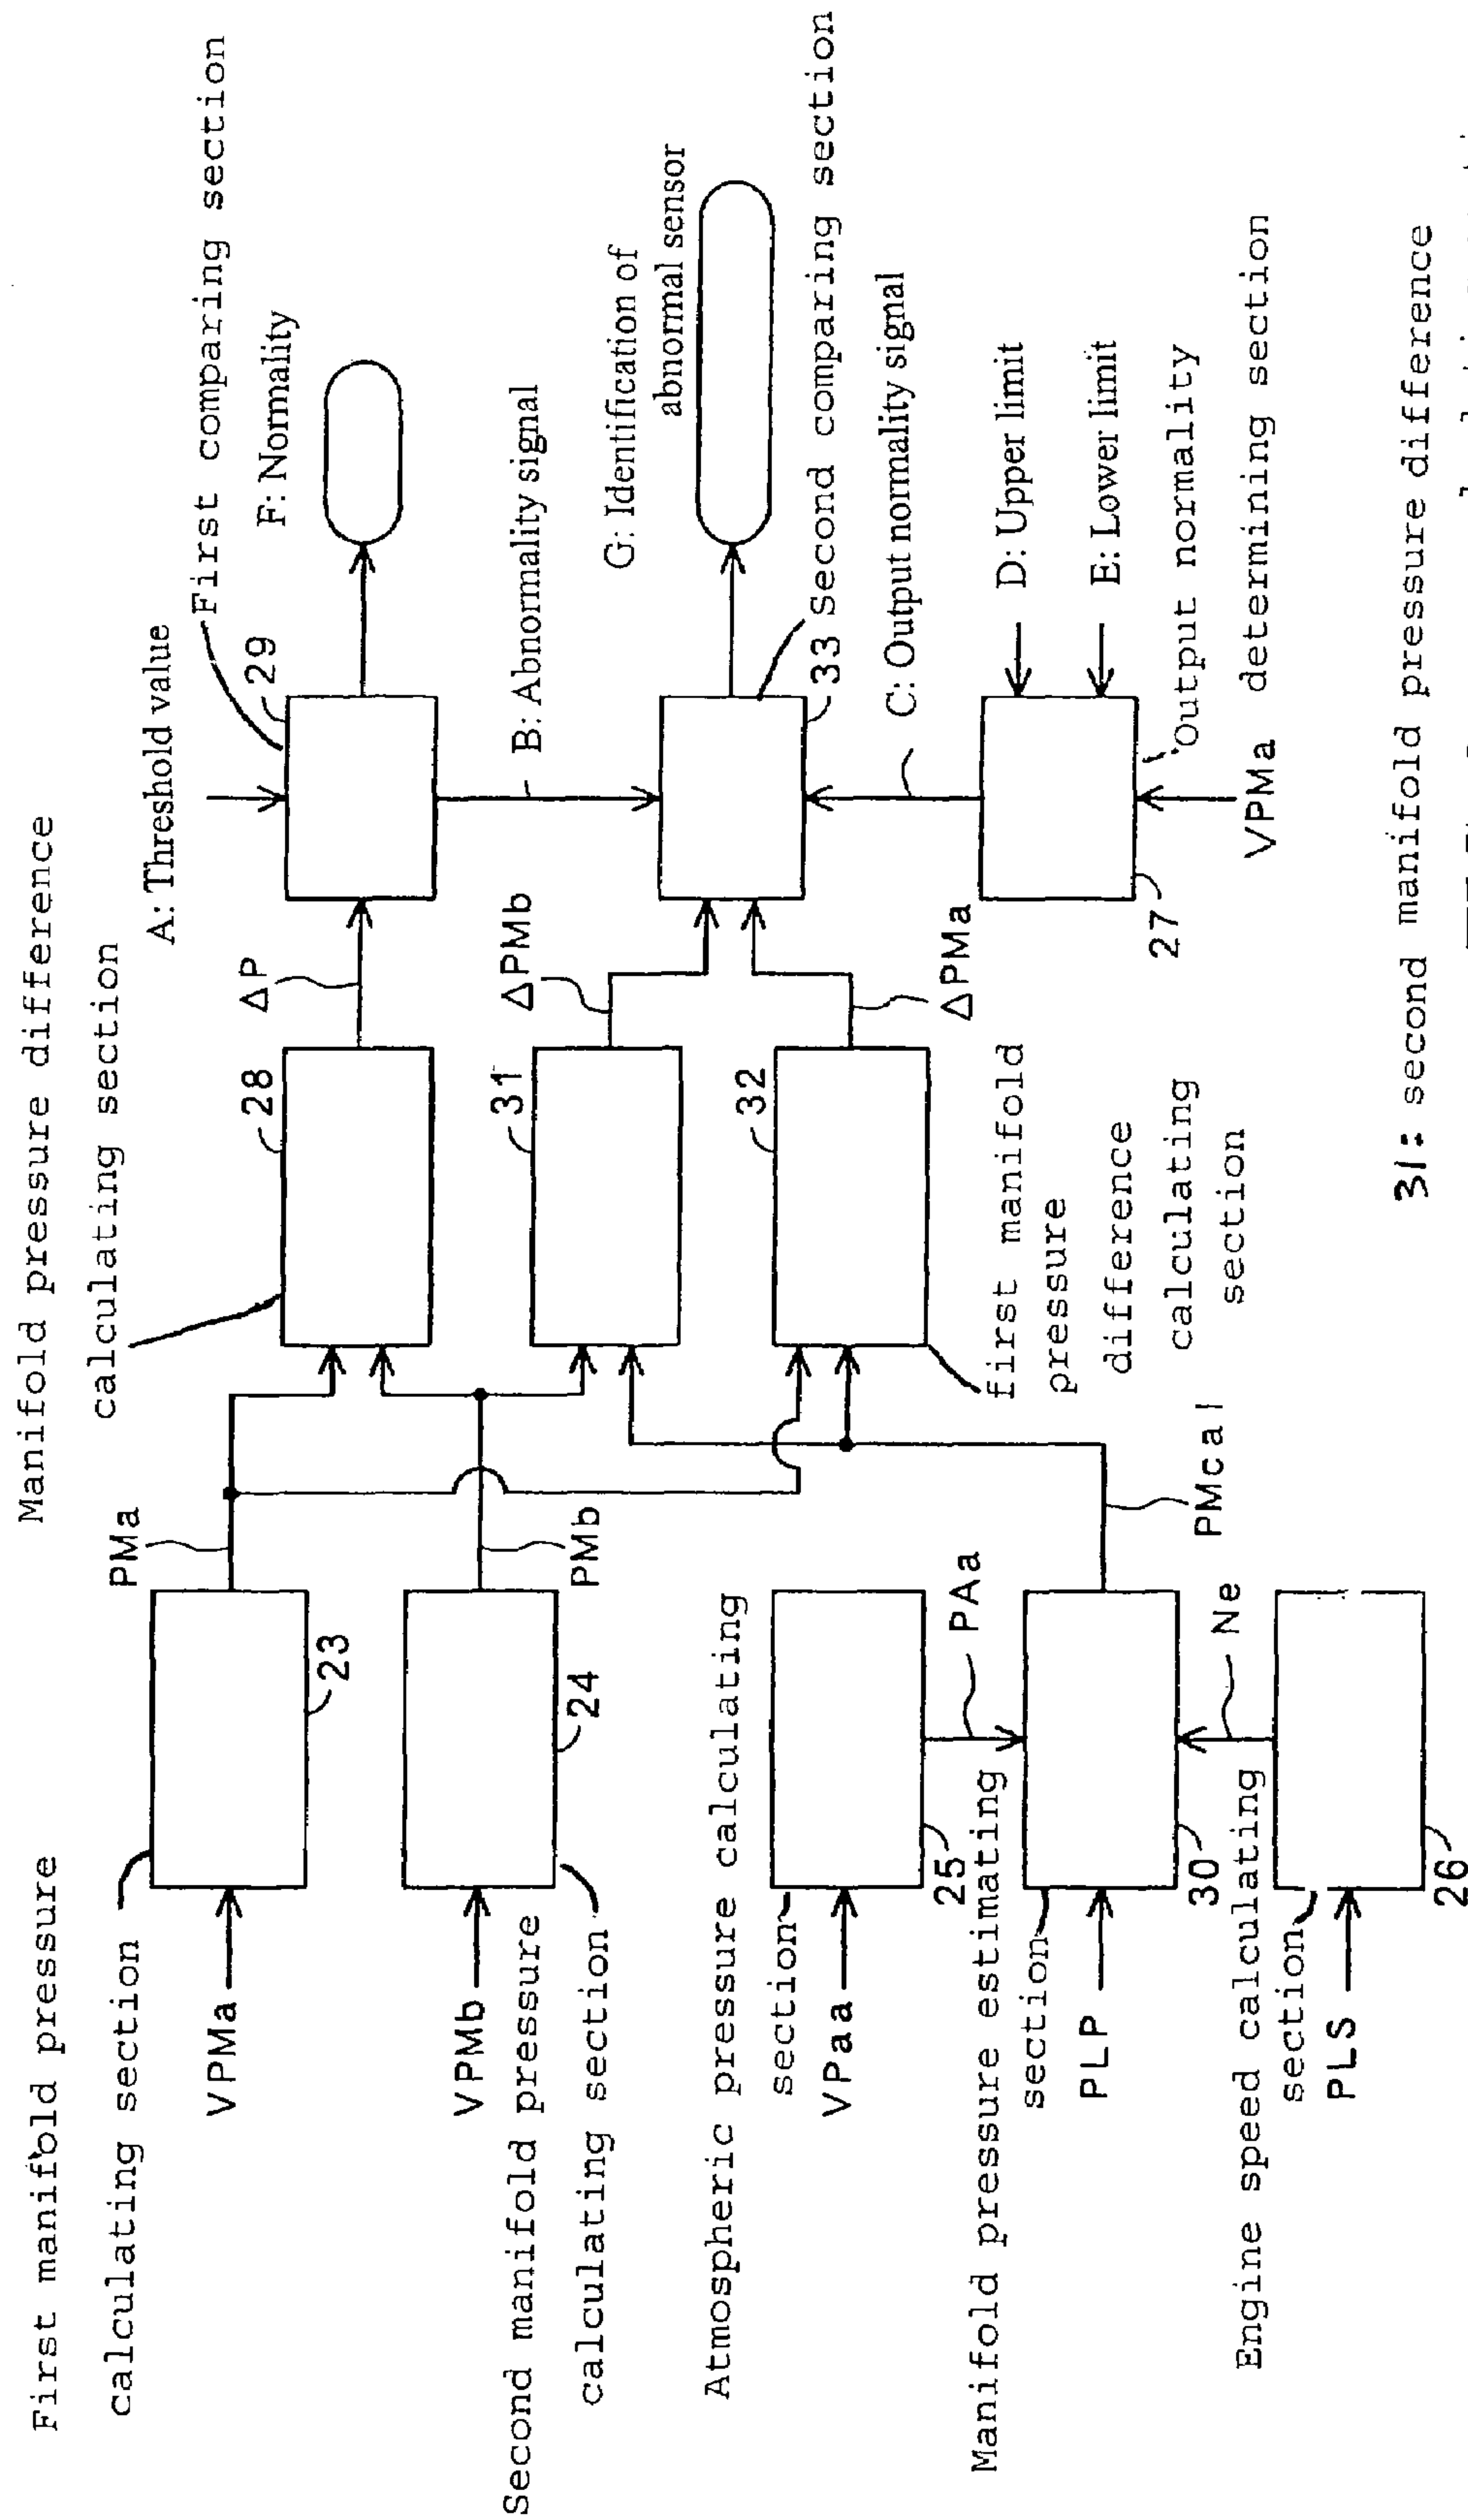 Manifold pressure difference
calculating section
First manifold pressure
calculating section
VPMa
PMa
23
28
ΔP
A: Threshold value
First comparing section
29
F: Normality
B: Abnormality signal
VPMb
Second manifold pressure
calculating section
24
PMb
31
ΔPMb
G: Identification of
abnormal sensor
33
Second comparing section
Atmospheric pressure calculating
section
VPaa
25
PAa
32
ΔPMa
first manifold
pressure
difference
calculating
section
C: Output normality signal
Manifold pressure estimating
section
PLP
30
PMcal
D: Upper limit
E: Lower limit
Output normality
determining section
27
VPMa
Engine speed calculating
section
PLS
26
Ne
31: second manifold pressure difference